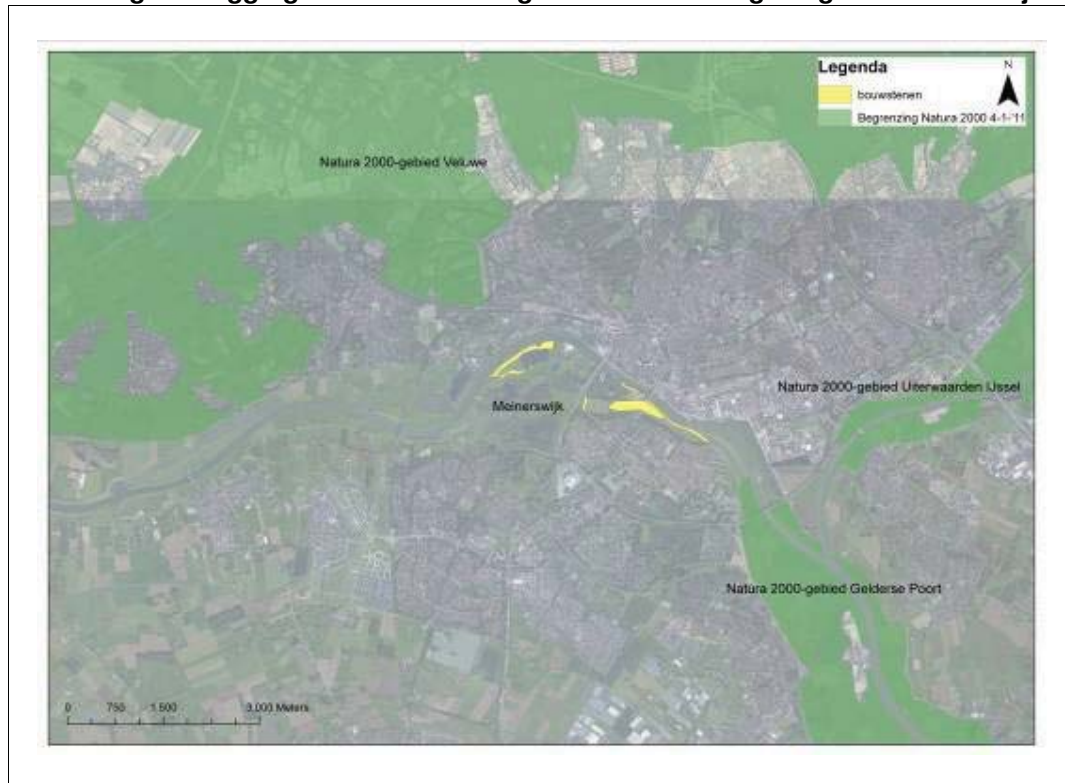 Legenda
N
bouwstenen
Begrenzing Natura 2000 4-1-'11
Natura 2000-gebied Veluwe
Natura 2000-gebied Uiterwaarden IJssel
Meinerswijk
Natura 2000-gebied Gelderse Poort
0 750 1.500 3.000 Meters